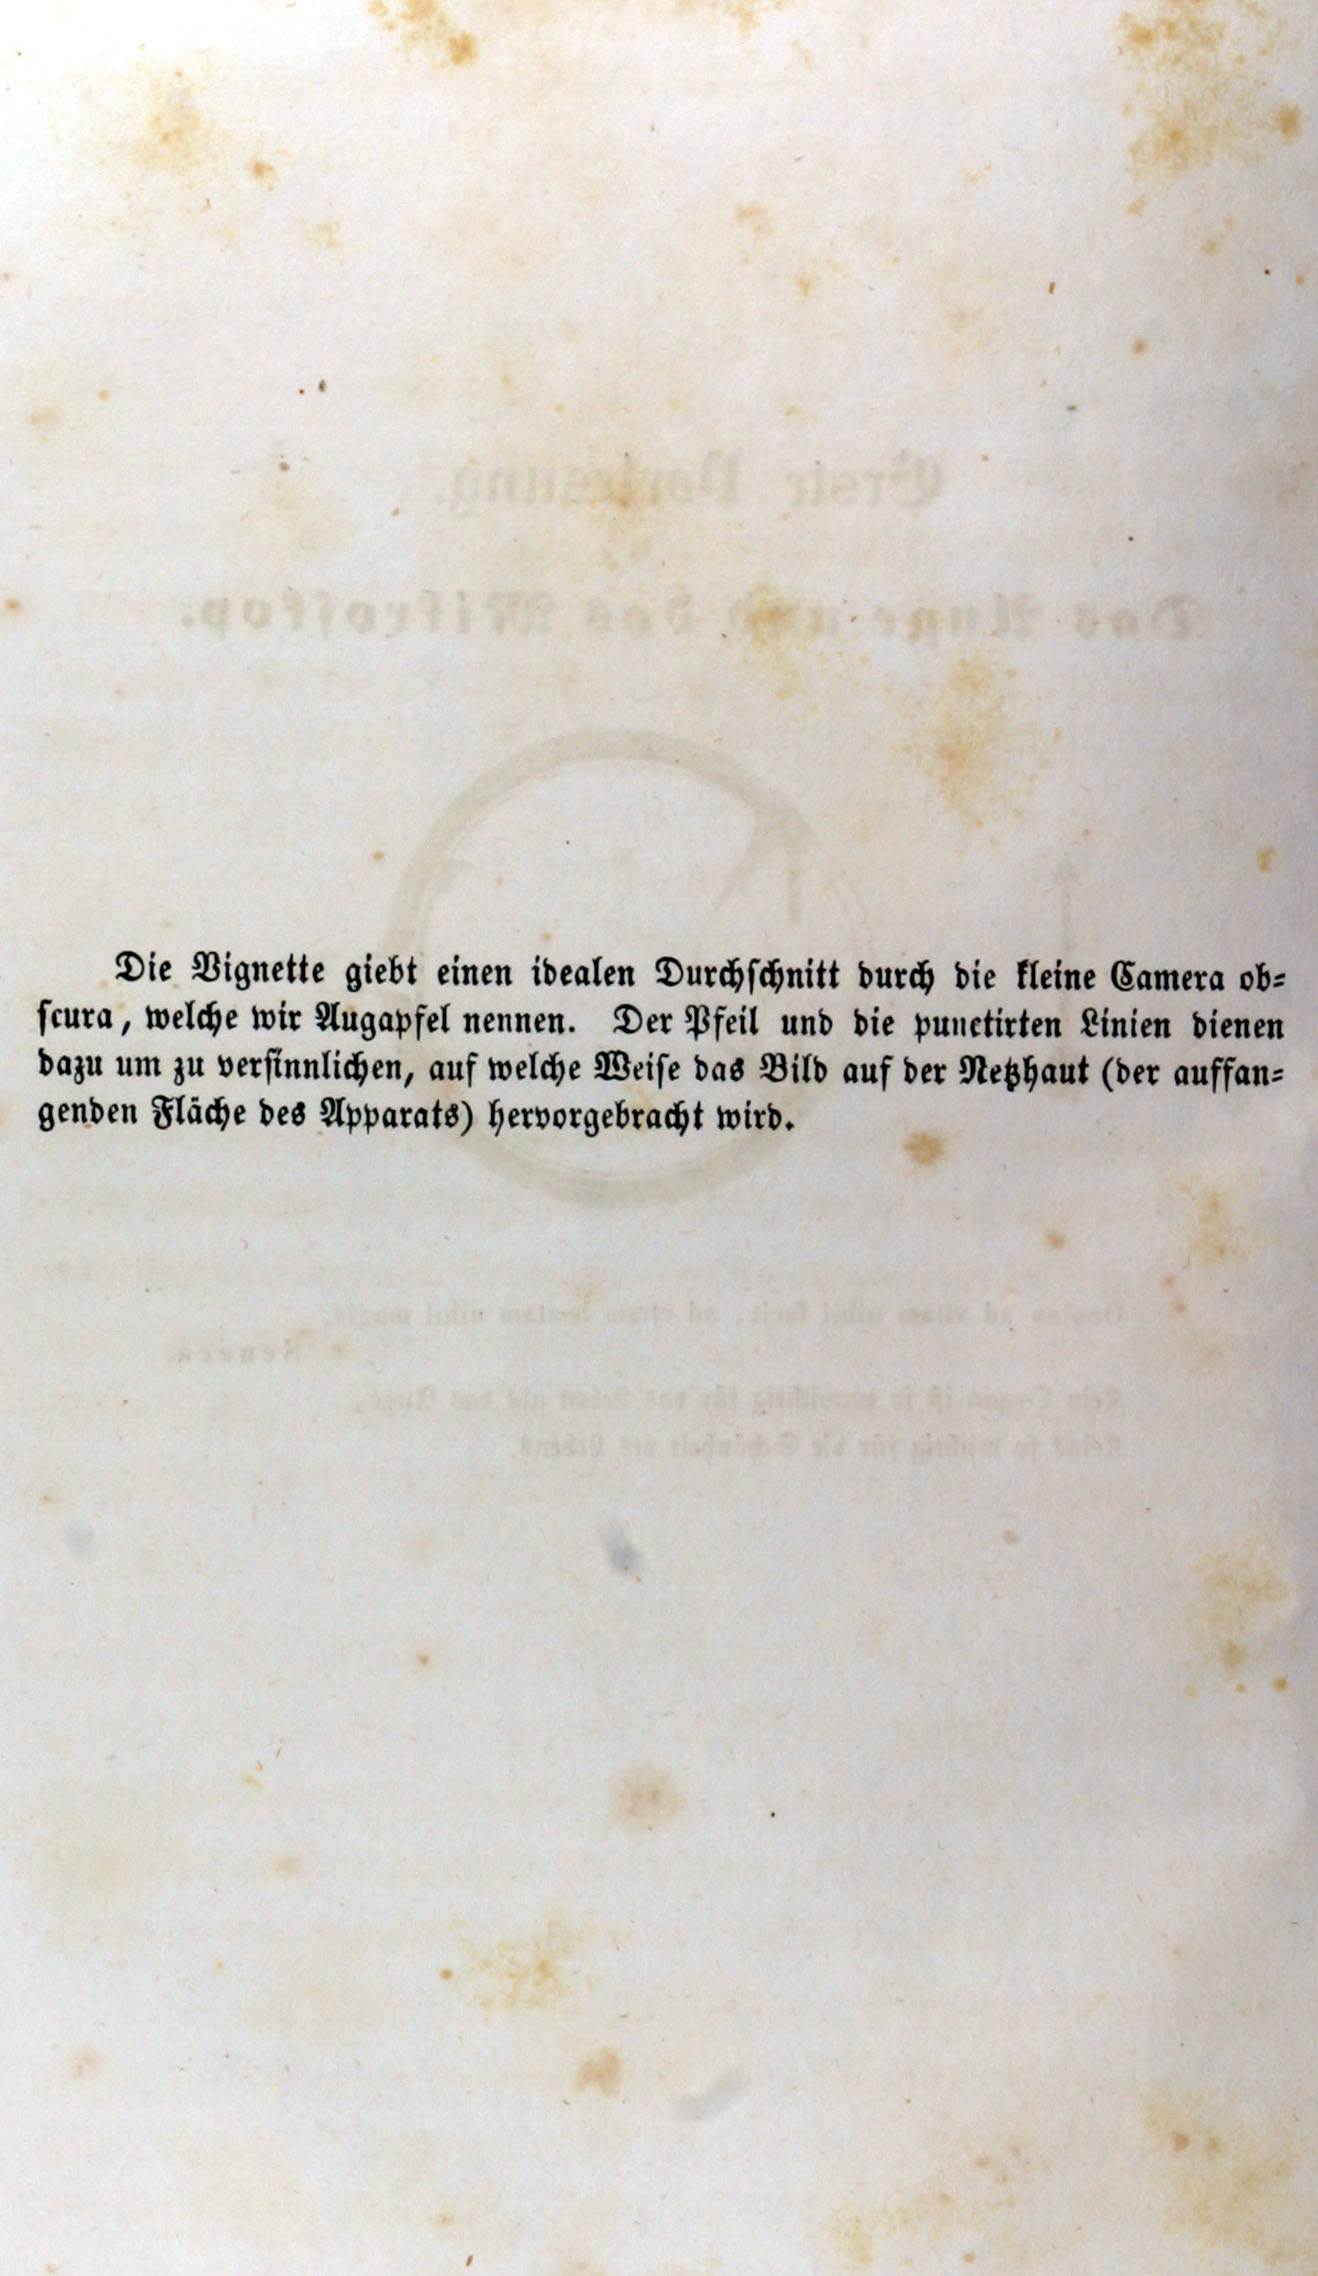 Die Vignette giebt einen idealen Durchschnitt durch die kleine Camera ob-
scura, welche wir Augapfel nennen. Der Pfeil und die punctirten Linien dienen
dazu um zu versinnlichen, auf welche Weise das Bild auf der Netzhaut (der auffan-
genden Fläche des Apparats) hervorgebracht wird.